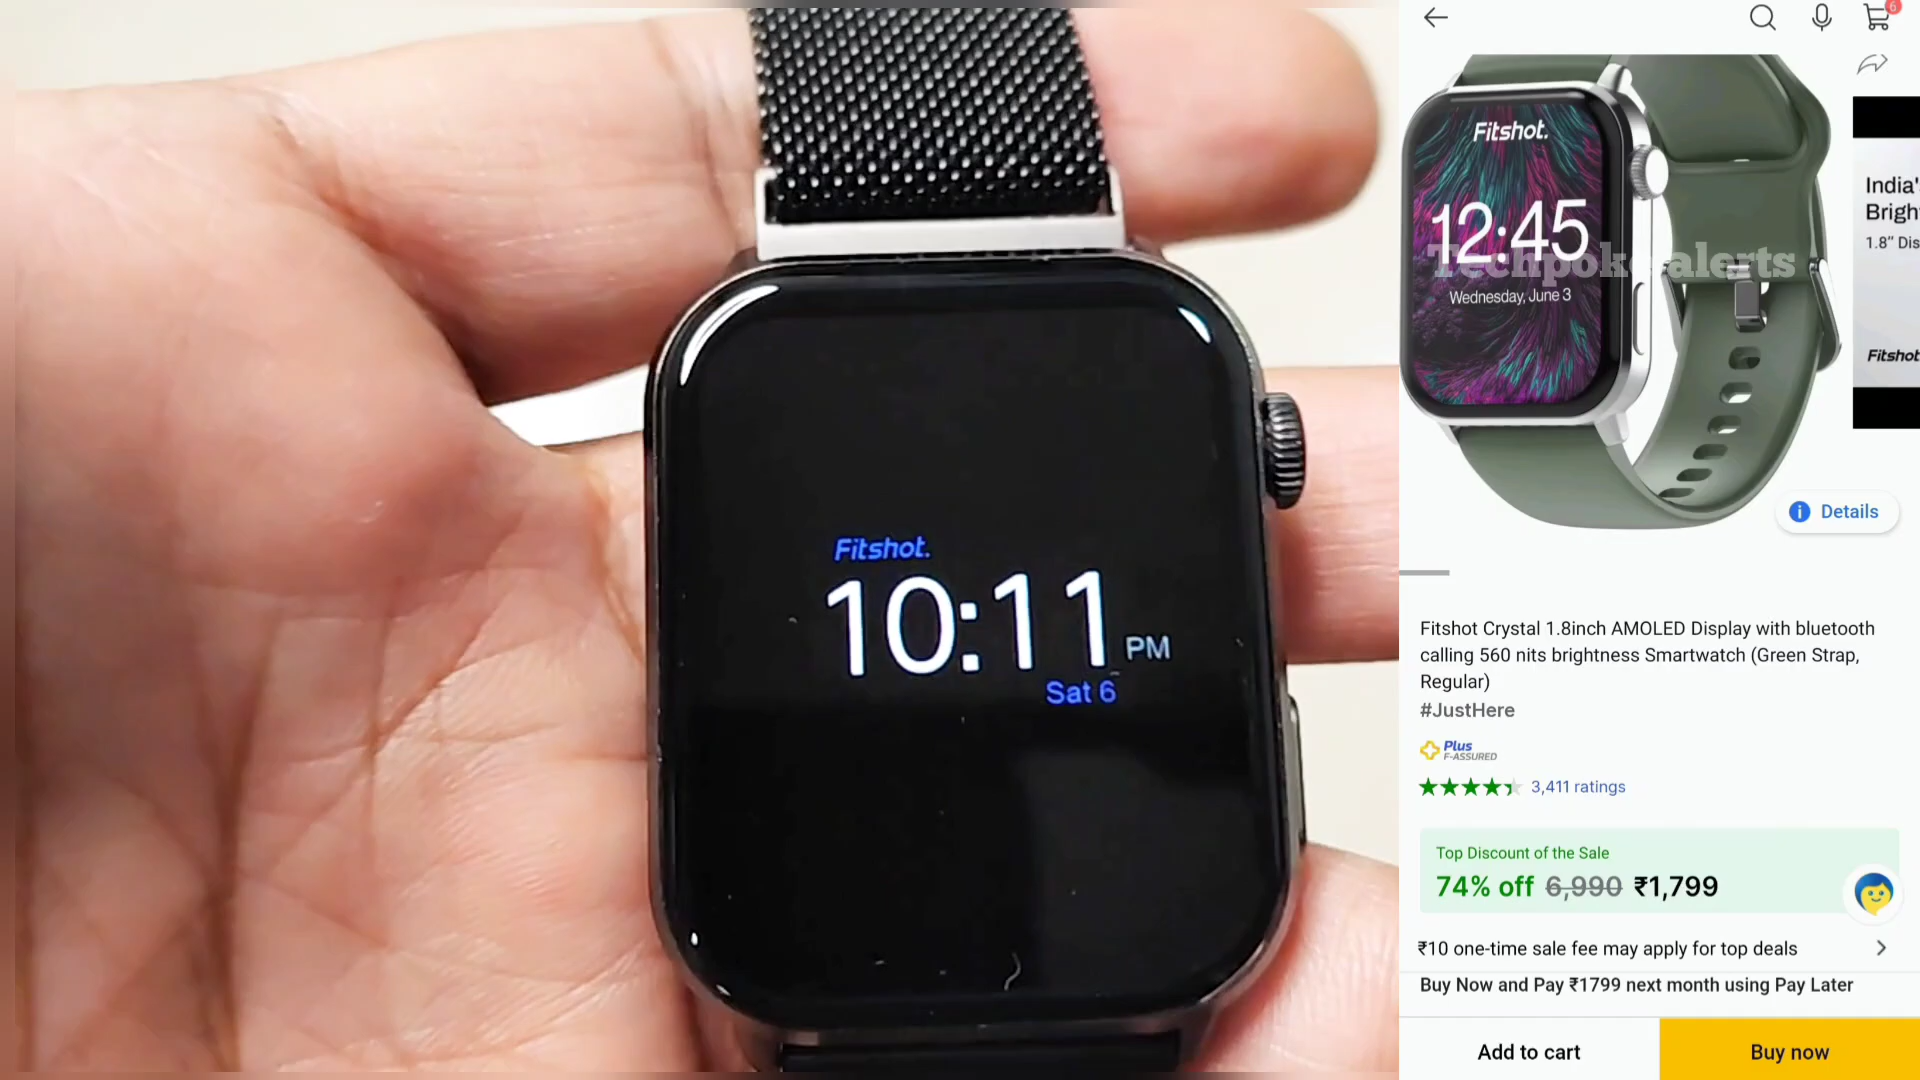 Fitshot.
10:11 PM
Sat 6
6
Fitshot.
12:45
Techpoke alerts
Wednesday, June 3
India's
Brigh
1.8" Dis
Fitshot
Details
Fitshot Crystal 1.8inch AMOLED Display with bluetooth
calling 560 nits brightness Smartwatch (Green Strap,
Regular)
#JustHere
Plus
F-ASSURED
3,411 ratings
Top Discount of the Sale
74% off 6,990 ₹1,799
₹10 one-time sale fee may apply for top deals
Buy Now and Pay ₹1799 next month using Pay Later
Add to cart
Buy now